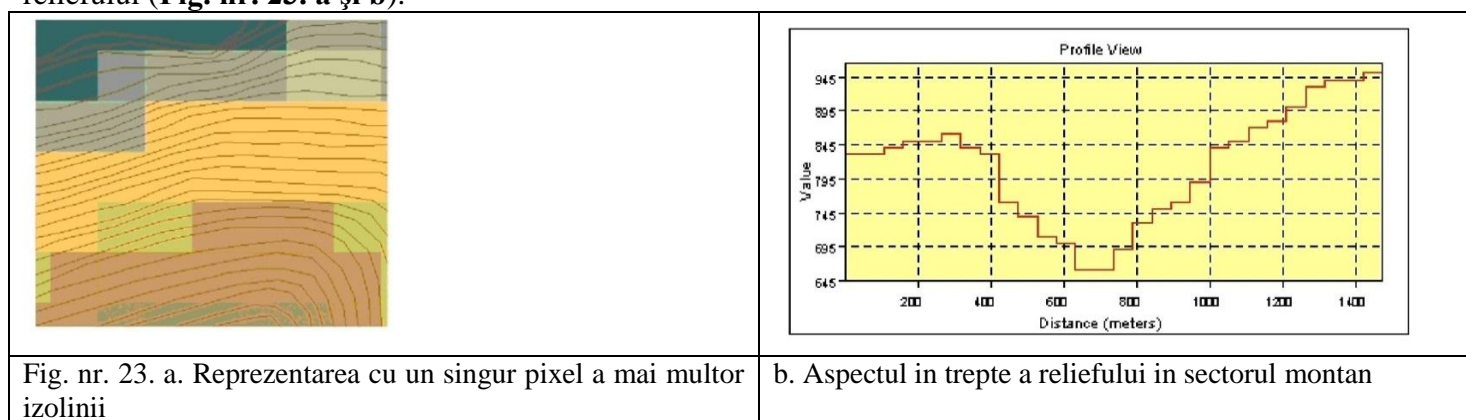 reliefului (Fig. nr. 23. a şi b).
Profile View
945
895
845
795
745
695
645
Value
200 400 600 800 1000 1200 1400
Distance (meters)
Fig. nr. 23. a. Reprezentarea cu un singur pixel a mai multor
izolinii
b. Aspectul in trepte a reliefului in sectorul montan